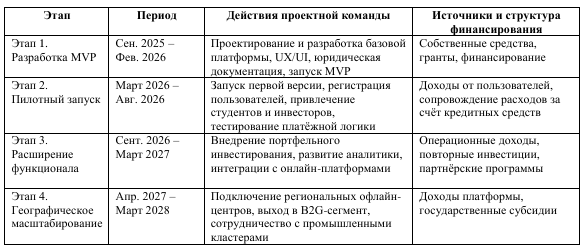 Этап
Период
Действия проектной команды
Источники и структура
финансирования
Этап 1.
Разработка MVP
Сен. 2025 –
Фев. 2026
Проектирование и разработка базовой
платформы, UX/UI, юридическая
документация, запуск MVP
Собственные средства,
гранты, финансирование
Этап 2.
Пилотный запуск
Март 2026 –
Авг. 2026
Запуск первой версии, регистрация
пользователей, привлечение
студентов и инвесторов,
тестирование платёжной логики
Доходы от пользователей,
сопровождение расходов за
счёт кредитных средств
Этап 3.
Расширение
функционала
Сент. 2026 –
Март 2027
Внедрение портфельного
инвестирования, развитие аналитики,
интеграции с онлайн-платформами
Операционные доходы,
повторные инвестиции,
партнёрские программы
Этап 4.
Географическое
масштабирование
Апр. 2027 –
Март 2028
Подключение региональных офлайн-
центров, выход в B2G-сегмент,
сотрудничество с промышленными
кластерами
Доходы платформы,
государственные субсидии